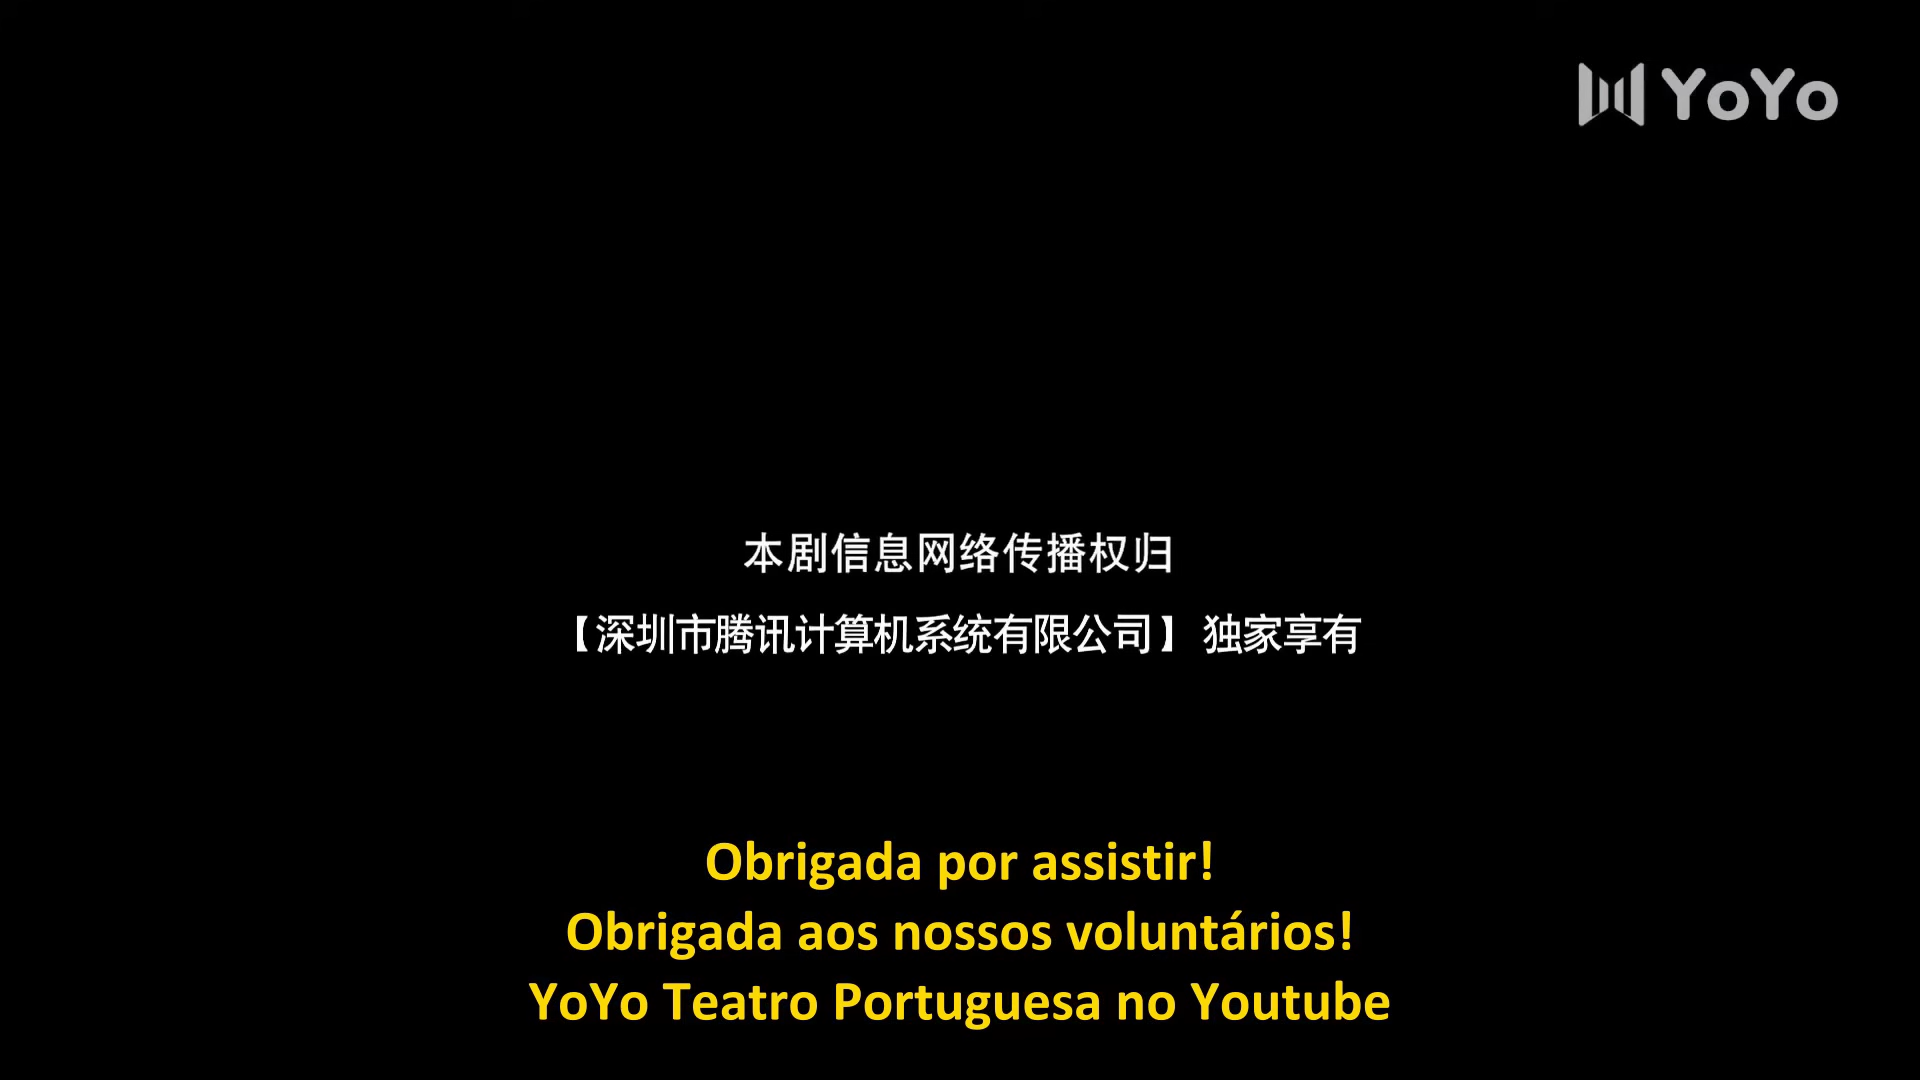 YoYo
本剧信息网络传播权归
【深圳市腾讯计算机系统有限公司】独家享有
Obrigada por assistir!
Obrigada aos nossos voluntários!
YoYo Teatro Portuguesa no Youtube